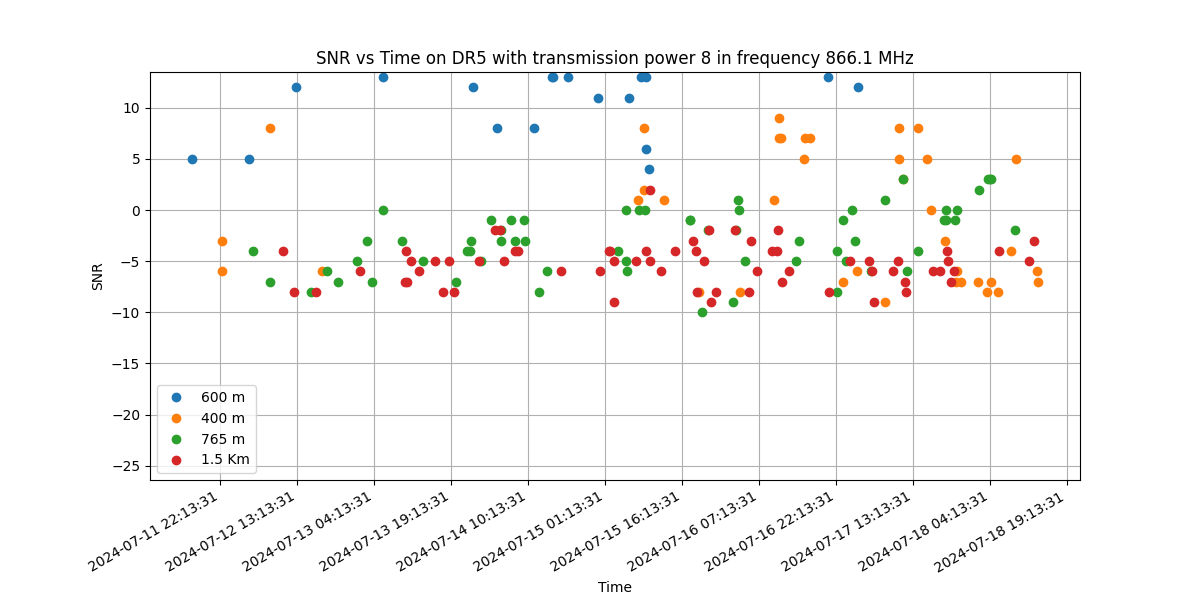 SNR vs Time on DR5 with transmission power 8 in frequency 866.1 MHz
SNR
10
5
0
−5
−10
−15
−20
−25
600 m
400 m
765 m
1.5 Km
2024-07-11 22:13:31
2024-07-12 13:13:31
2024-07-13 04:13:31
2024-07-13 19:13:31
2024-07-14 10:13:31
2024-07-15 01:13:31
2024-07-15 16:13:31
2024-07-16 07:13:31
2024-07-16 22:13:31
2024-07-17 13:13:31
2024-07-18 04:13:31
2024-07-18 19:13:31
Time